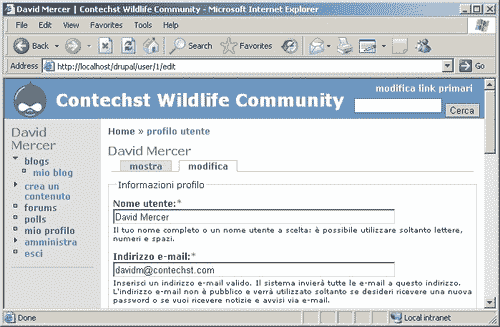 David Mercer | Contechst Wildlife Community - Microsoft Internet Explorer
File Edit View Favorites Tools Help
Back Search Favorites
Address http://localhost/drupal/user/1/edit Go
modifica link primari
Contechst Wildlife Community
Cerca
David Mercer
blogs
mio blog
crea un contenuto
forums
polls
mio profilo
amministra
esci
Home » profilo utente
David Mercer
mostra modifica
Informazioni profilo
Nome utente:*
David Mercer
Il tuo nome completo o un nome utente a scelta: è possibile utilizzare soltanto lettere,
numeri e spazi.
Indirizzo e-mail:*
davidm@contechst.com
Inserisci un indirizzo e-mail valido. Il sistema invierà tutte le e-mail a questo indirizzo.
L'indirizzo e-mail non è pubblico e verrà utilizzato soltanto se desideri ricevere una nuova
password o se vuoi ricevere notizie e avvisi via e-mail.
Done Local intranet